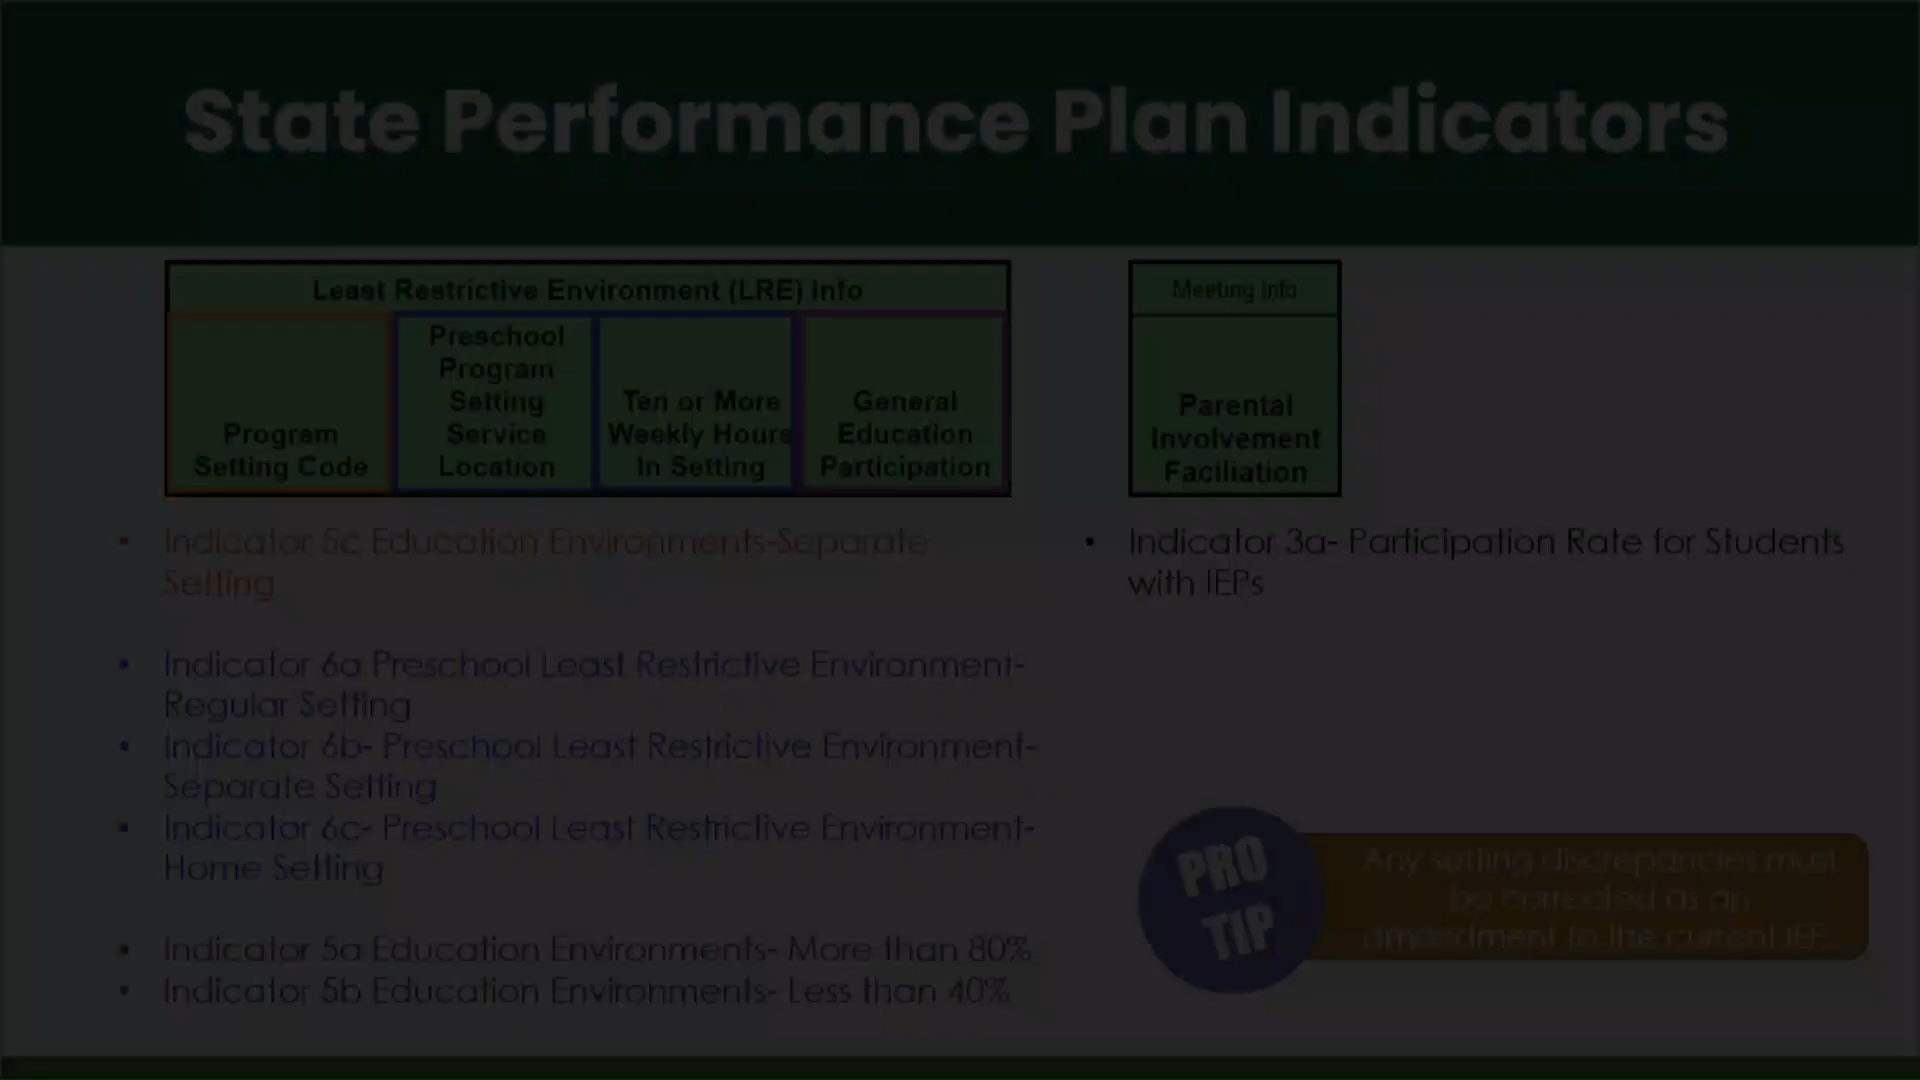 State Performance Plan Indicators
Least Restrictive Environment (LRE) Info
Program
Setting Code
Preschool
Program
Setting
Service
Location
Ten or More
Weekly Hours
In Setting
General
Education
Participation
• Indicator 5c Education Environments-Separate
Setting
• Indicator 6a Preschool Least Restrictive Environment-
Regular Setting
• Indicator 6b- Preschool Least Restrictive Environment-
Separate Setting
• Indicator 6c- Preschool Least Restrictive Environment-
Home Setting
• Indicator 5a Education Environments- More than 80%
• Indicator 5b Education Environments- Less than 40%
Meeting Info
Parental
Involvement
Faciliation
• Indicator 3a- Participation Rate for Students
with IEPs
PRO
TIP
Any setting discrepancies must
be corrected as an
amendment to the current IEP